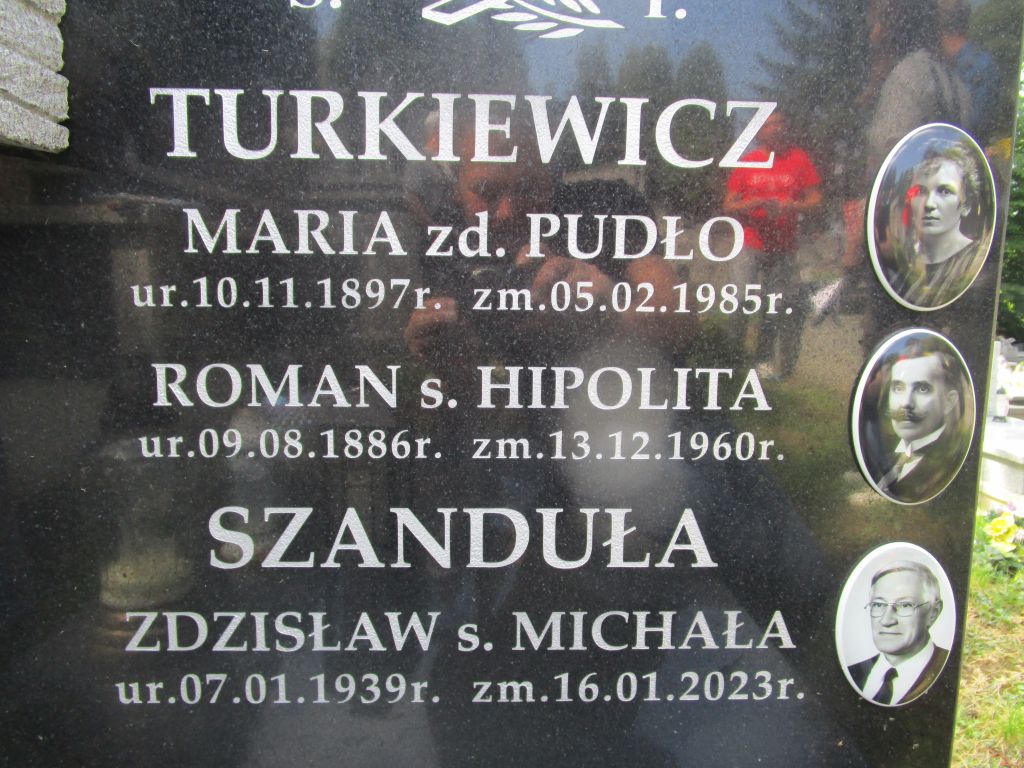 Ś. P.
TURKIEWICZ
MARIA zd. PUDŁO
ur.10.11.1897r. zm.05.02.1985r.
ROMAN s. HIPOLITA
ur.09.08.1886r. zm.13.12.1960r.
SZANDUŁA
ZDZISŁAW s. MICHAŁA
ur.07.01.1939r. zm.16.01.2023r.